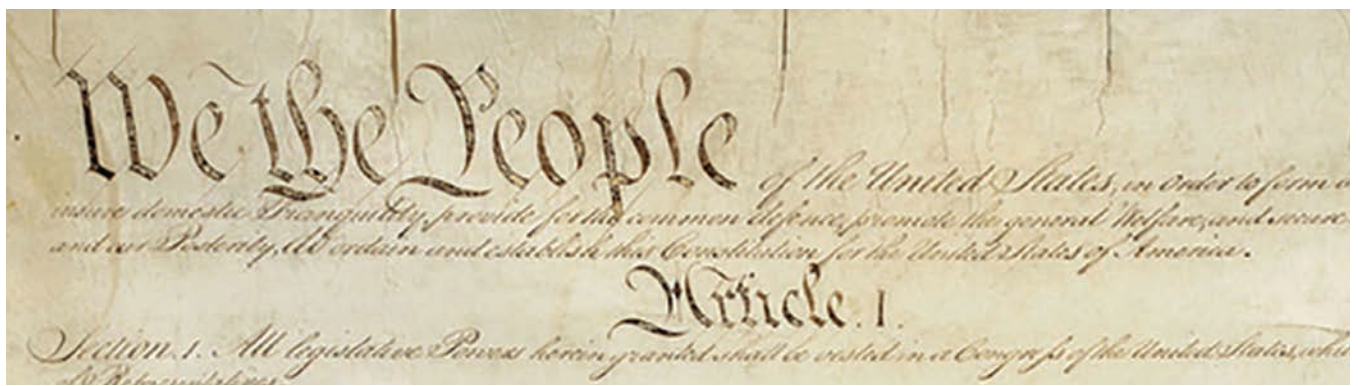 We the People of the United States, in Order to form a
insure domestic Tranquility, provide for the common defence, promote the general Welfare, and secure
and our Posterity, do ordain and establish this Constitution for the United States of America.
Article. I.
Section. 1. All legislative Powers herein granted shall be vested in a Congress of the United States, whi
of Representatives.